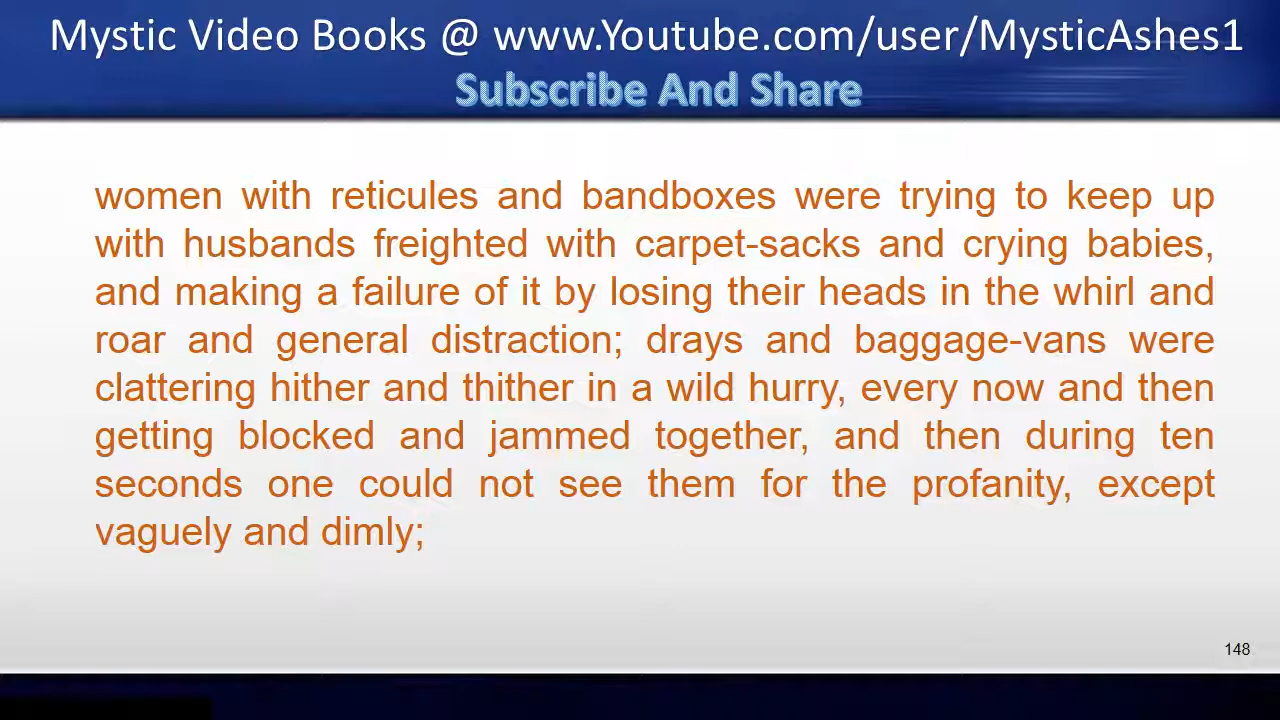 Mystic Video Books @ www.Youtube.com/user/MysticAshes1
Subscribe And Share
women with reticules and bandboxes were trying to keep up
with husbands freighted with carpet-sacks and crying babies,
and making a failure of it by losing their heads in the whirl and
roar and general distraction; drays and baggage-vans were
clattering hither and thither in a wild hurry, every now and then
getting blocked and jammed together, and then during ten
seconds one could not see them for the profanity, except
vaguely and dimly;
148